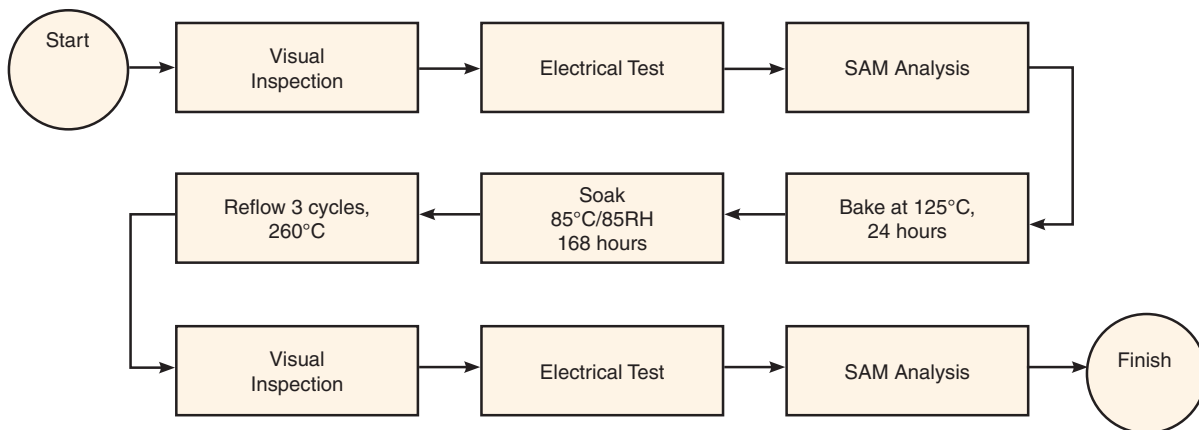 Start
Visual
Inspection
Electrical Test
SAM Analysis
Bake at 125°C,
24 hours
Soak
85°C/85RH
168 hours
Reflow 3 cycles,
260°C
Visual
Inspection
Electrical Test
SAM Analysis
Finish